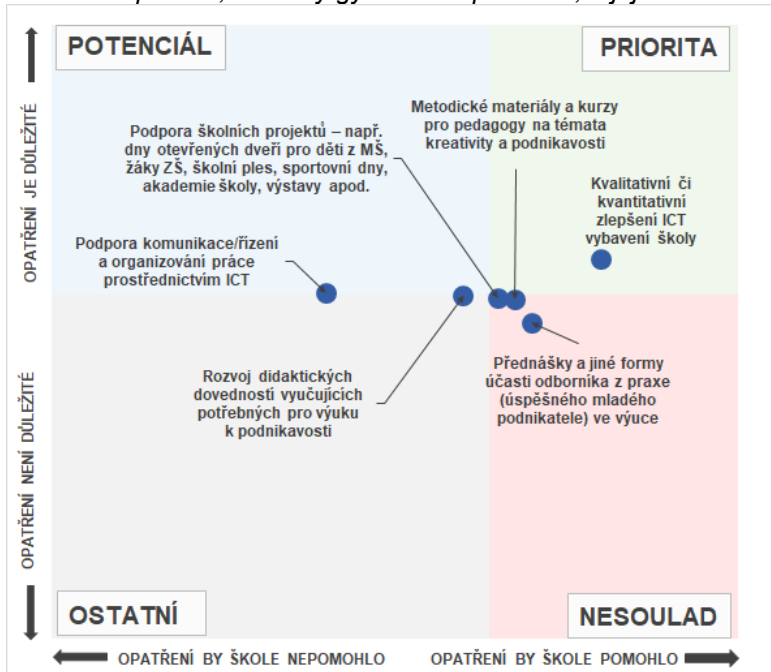 POTENCIÁL
PRIORITA
OPATŘENÍ JE DŮLEŽITÉ
Metodické materiály a kurzy
pro pedagogy na témata
kreativity a podnikavosti
Podpora školních projektů – např.
dny otevřených dveří pro děti z MŠ,
žáky ZŠ, školní ples, sportovní dny,
akademie školy, výstavy apod.
Kvalitativní či
kvantitativní
zlepšení ICT
vybavení školy
Podpora komunikace/řízení
a organizování práce
prostřednictvím ICT
Rozvoj didaktických
dovedností vyučujících
potřebných pro výuku
k podnikavosti
Přednášky a jiné formy
účasti odborníka z praxe
(úspěšného mladého
podnikatele) ve výuce
OPATŘENÍ NENÍ DŮLEŽITÉ
OSTATNÍ
NESOULAD
OPATŘENÍ BY ŠKOLE NEPOMOHLO
OPATŘENÍ BY ŠKOLE POMOHLO